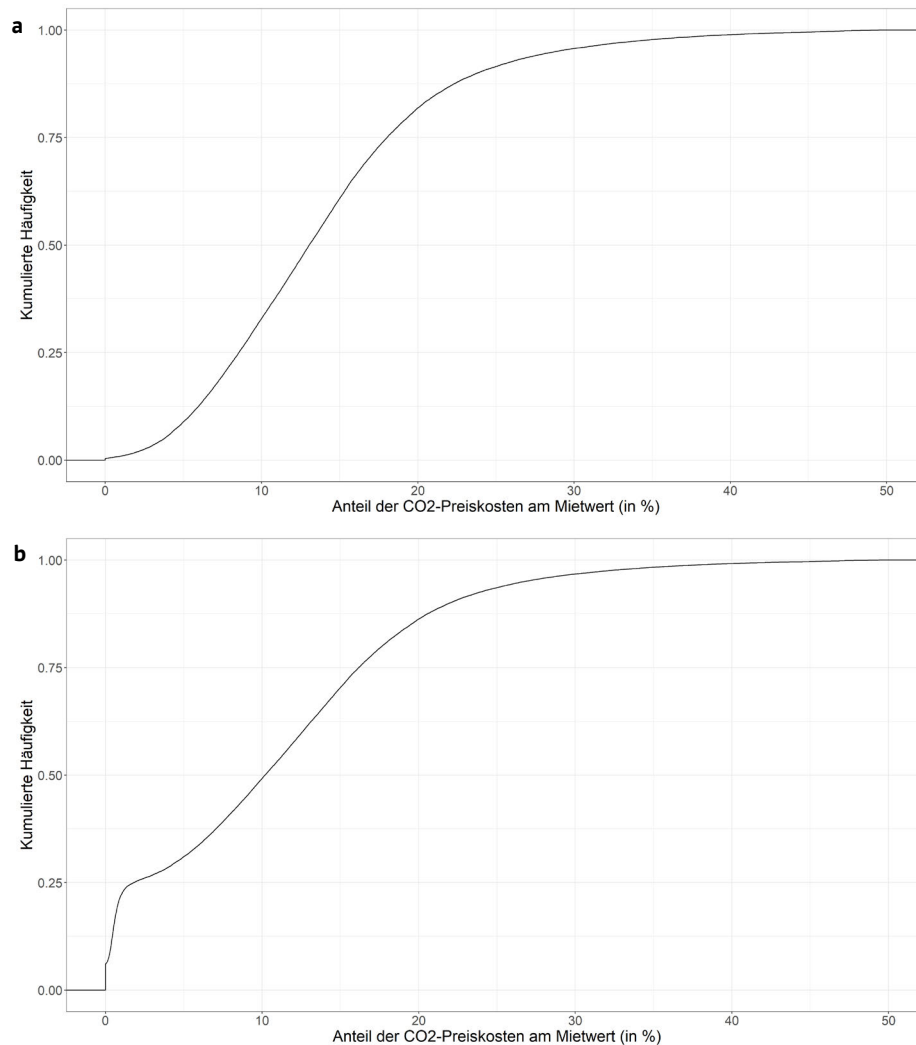 a
Kumulierte Häufigkeit
1.00
0.75
0.50
0.25
0.00
0 10 20 30 40 50
Anteil der CO2-Preiskosten am Mietwert (in %)
b
Kumulierte Häufigkeit
1.00
0.75
0.50
0.25
0.00
0 10 20 30 40 50
Anteil der CO2-Preiskosten am Mietwert (in %)